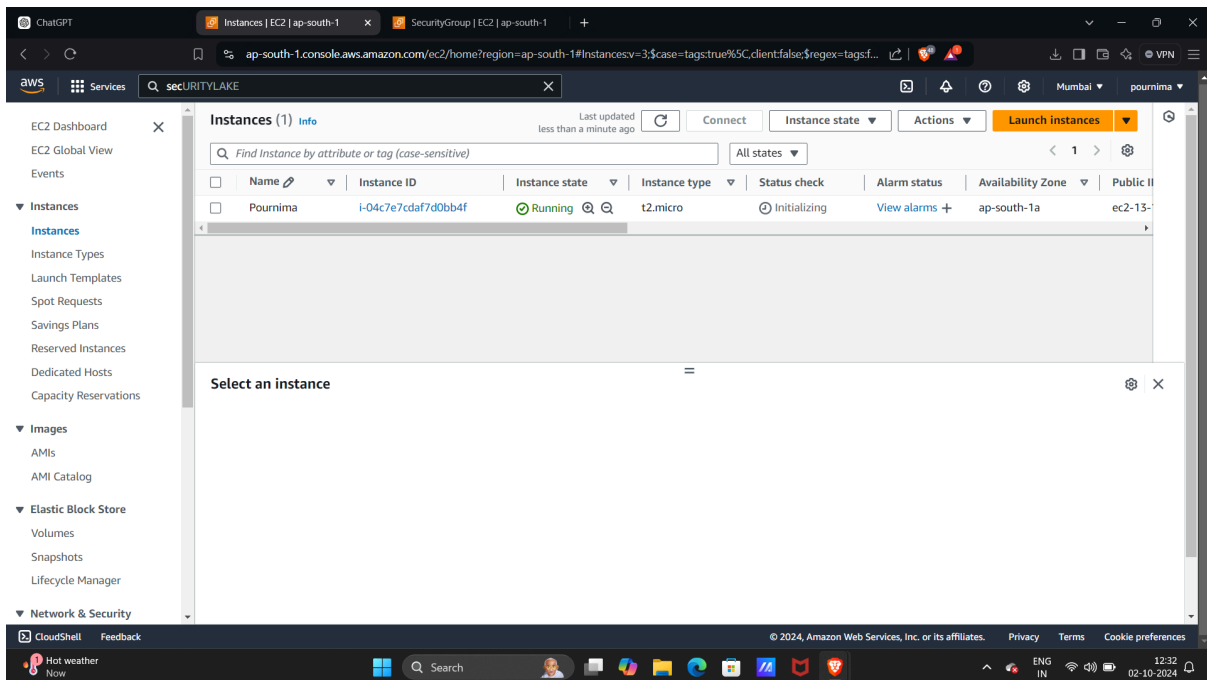 ChatGPT
Instances | EC2 | ap-south-1
SecurityGroup | EC2 | ap-south-1
ap-south-1.console.aws.amazon.com/ec2/home?region=ap-south-1#Instances:v=3;$case=tags:true%5C,client:false;$regex=tags:f...
VPN
aws
Services
secURITYLAKE
Mumbai
pournima
EC2 Dashboard
EC2 Global View
Events
Instances
Instances
Instance Types
Launch Templates
Spot Requests
Savings Plans
Reserved Instances
Dedicated Hosts
Capacity Reservations
Images
AMIs
AMI Catalog
Elastic Block Store
Volumes
Snapshots
Lifecycle Manager
Network & Security
Instances (1) Info
Last updated
less than a minute ago
Connect
Instance state
Actions
Launch instances
Find Instance by attribute or tag (case-sensitive)
All states
1
Name Instance ID Instance state Instance type Status check Alarm status Availability Zone Public I
Pournima i-04c7e7cdaf7d0bb4f Running t2.micro Initializing View alarms + ap-south-1a ec2-13-
Select an instance
CloudShell Feedback
© 2024, Amazon Web Services, Inc. or its affiliates. Privacy Terms Cookie preferences
1
Hot weather
Now
Search
ENG
IN
12:32
02-10-2024